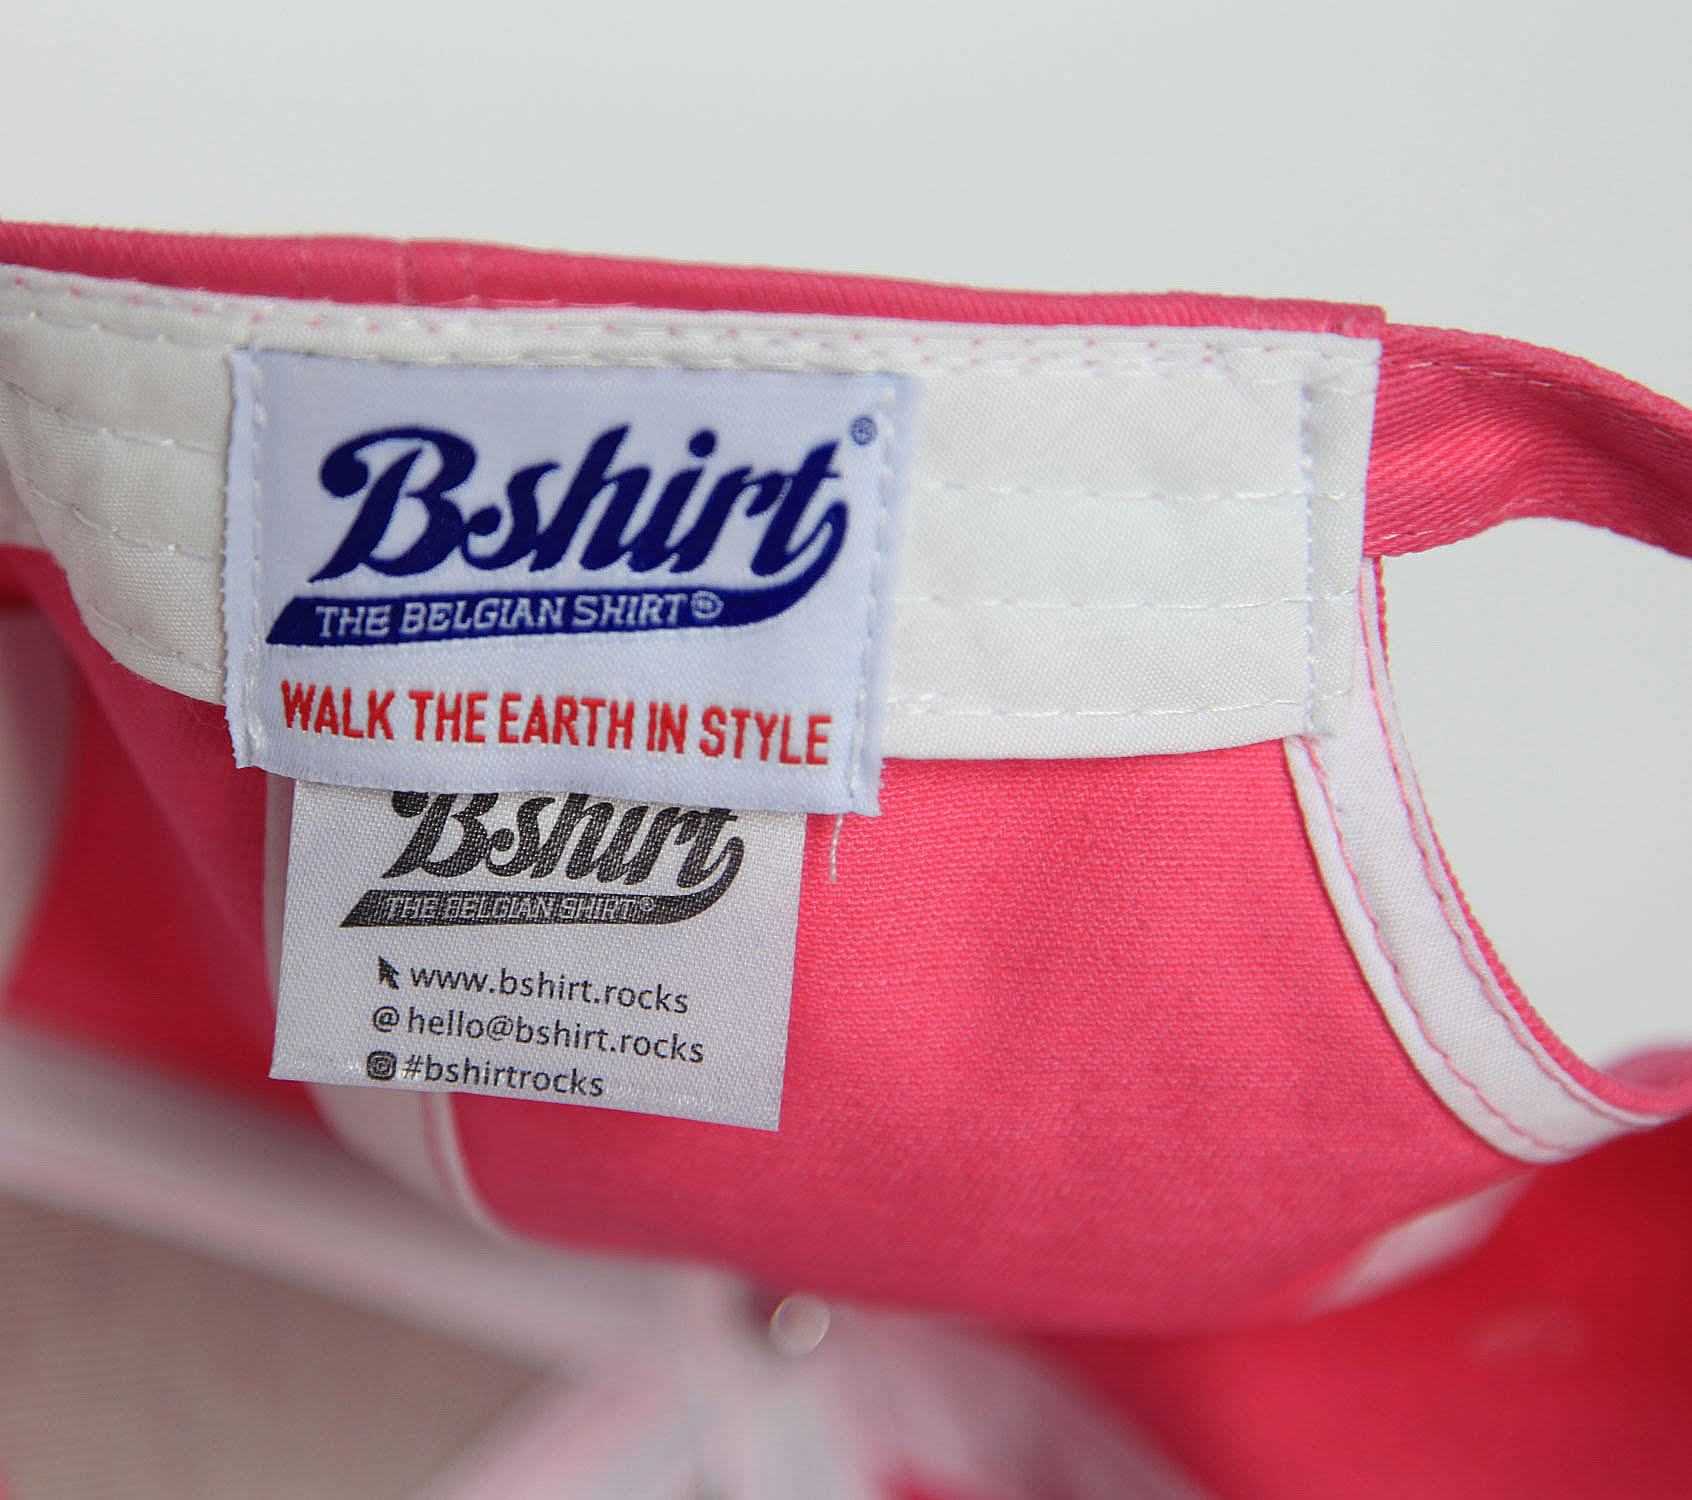 Bshirt®
THE BELGIAN SHIRT®
WALK THE EARTH IN STYLE
Bshirt
THE BELGIAN SHIRT®
www.bshirt.rocks
@ hello@bshirt.rocks
#bshirtrocks